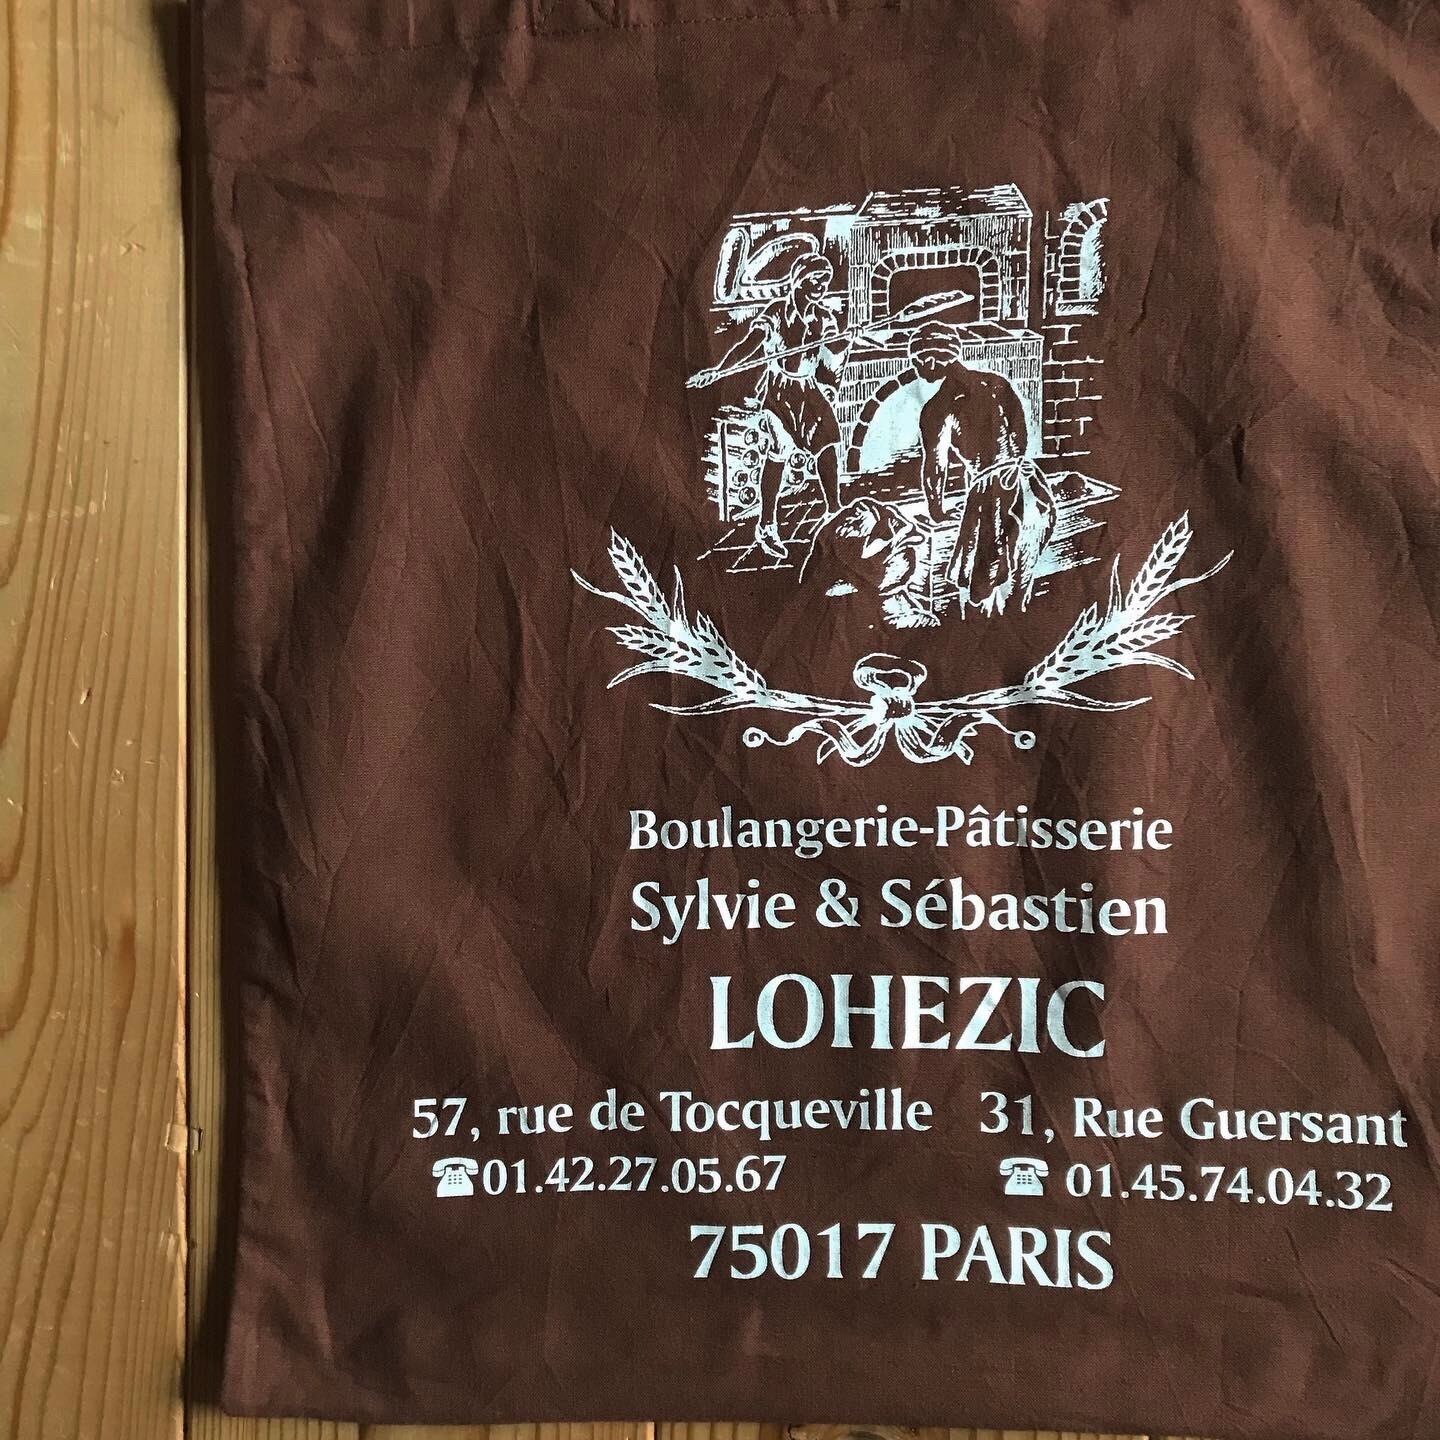 Boulangerie-Pâtisserie
Sylvie & Sébastien
LOHEZIC
57, rue de Tocqueville 31, Rue Guersant
☎01.42.27.05.67 ☎ 01.45.74.04.32
75017 PARIS